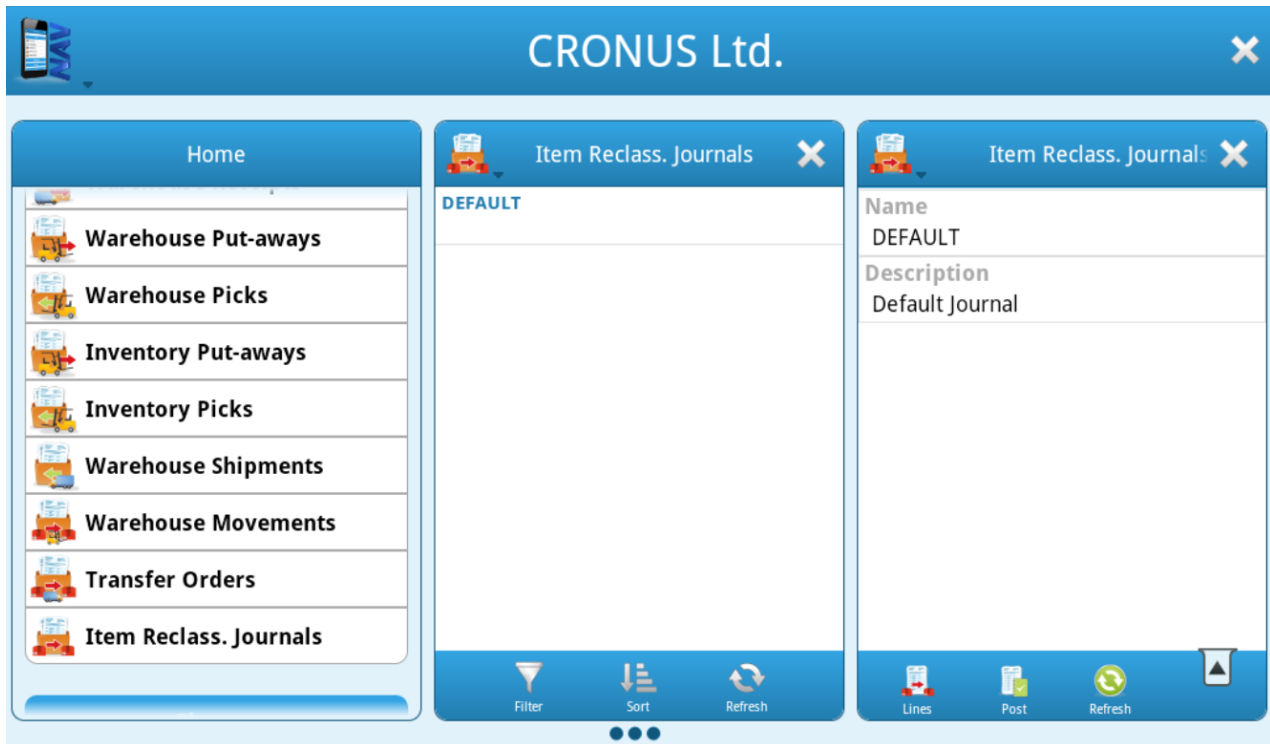 NAV
CRONUS Ltd.
Home
Warehouse Put-aways
Warehouse Picks
Inventory Put-aways
Inventory Picks
Warehouse Shipments
Warehouse Movements
Transfer Orders
Item Reclass. Journals
Item Reclass. Journals
DEFAULT
Filter
Sort
Refresh
Item Reclass. Journals
Name
DEFAULT
Description
Default Journal
Lines
Post
Refresh